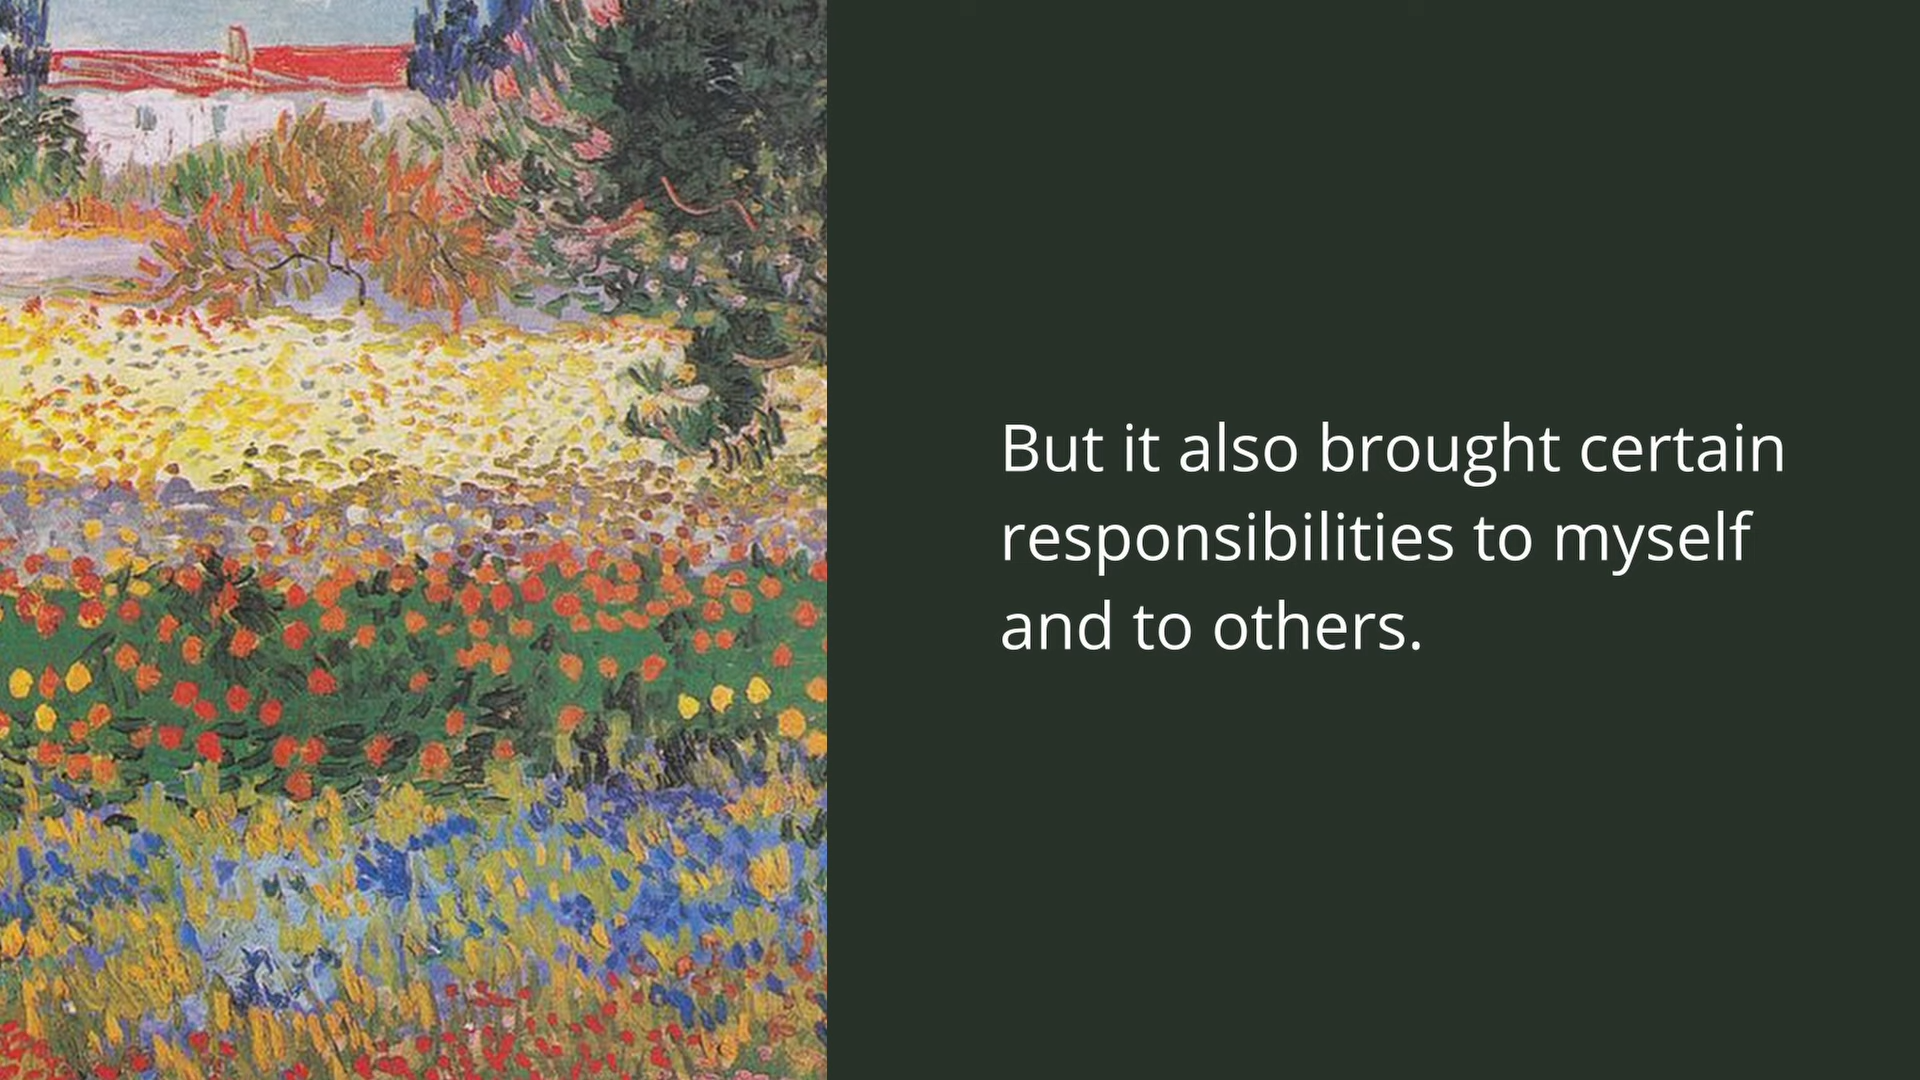 But it also brought certain
responsibilities to myself
and to others.